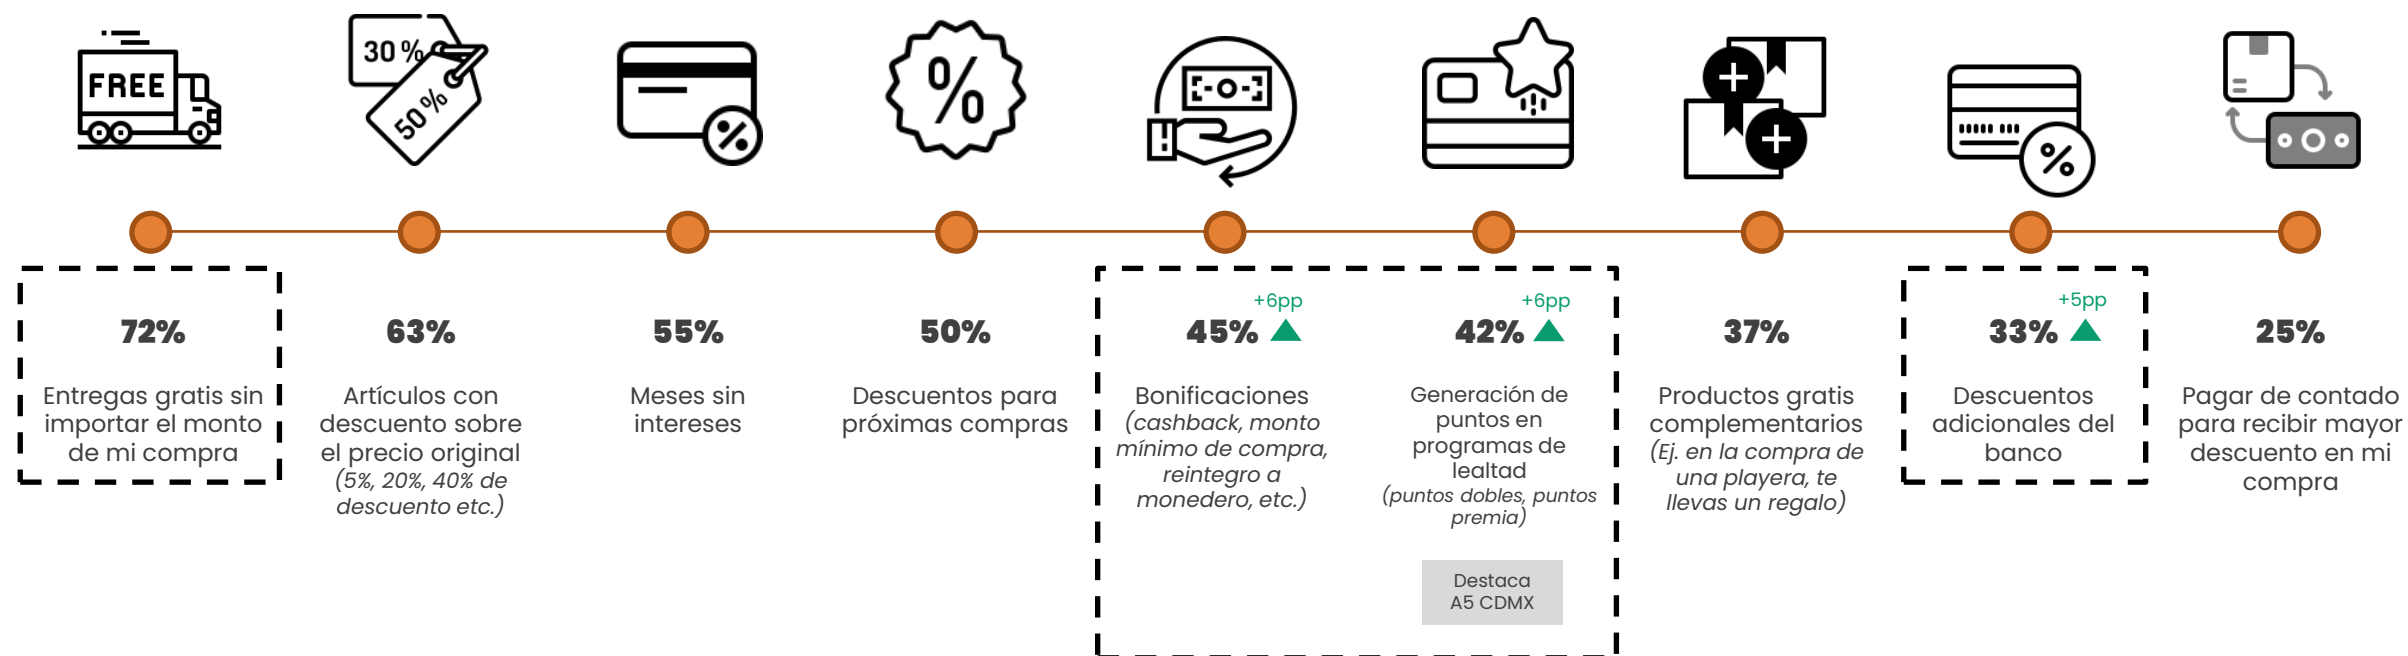 FREE
30%
50%
72%
Entregas gratis sin
importar el monto
de mi compra
63%
Artículos con
descuento sobre
el precio original
(5%, 20%, 40% de
descuento etc.)
55%
Meses sin
intereses
50%
Descuentos para
próximas compras
+6pp
45%
Bonificaciones
(cashback, monto
mínimo de compra,
reintegro a
monedero, etc.)
+6pp
42%
Generación de
puntos en
programas de
lealtad
(puntos dobles, puntos
premia)
Destaca
A5 CDMX
37%
Productos gratis
complementarios
(Ej. en la compra de
una playera, te
llevas un regalo)
+5pp
33%
Descuentos
adicionales del
banco
25%
Pagar de contado
para recibir mayor
descuento en mi
compra